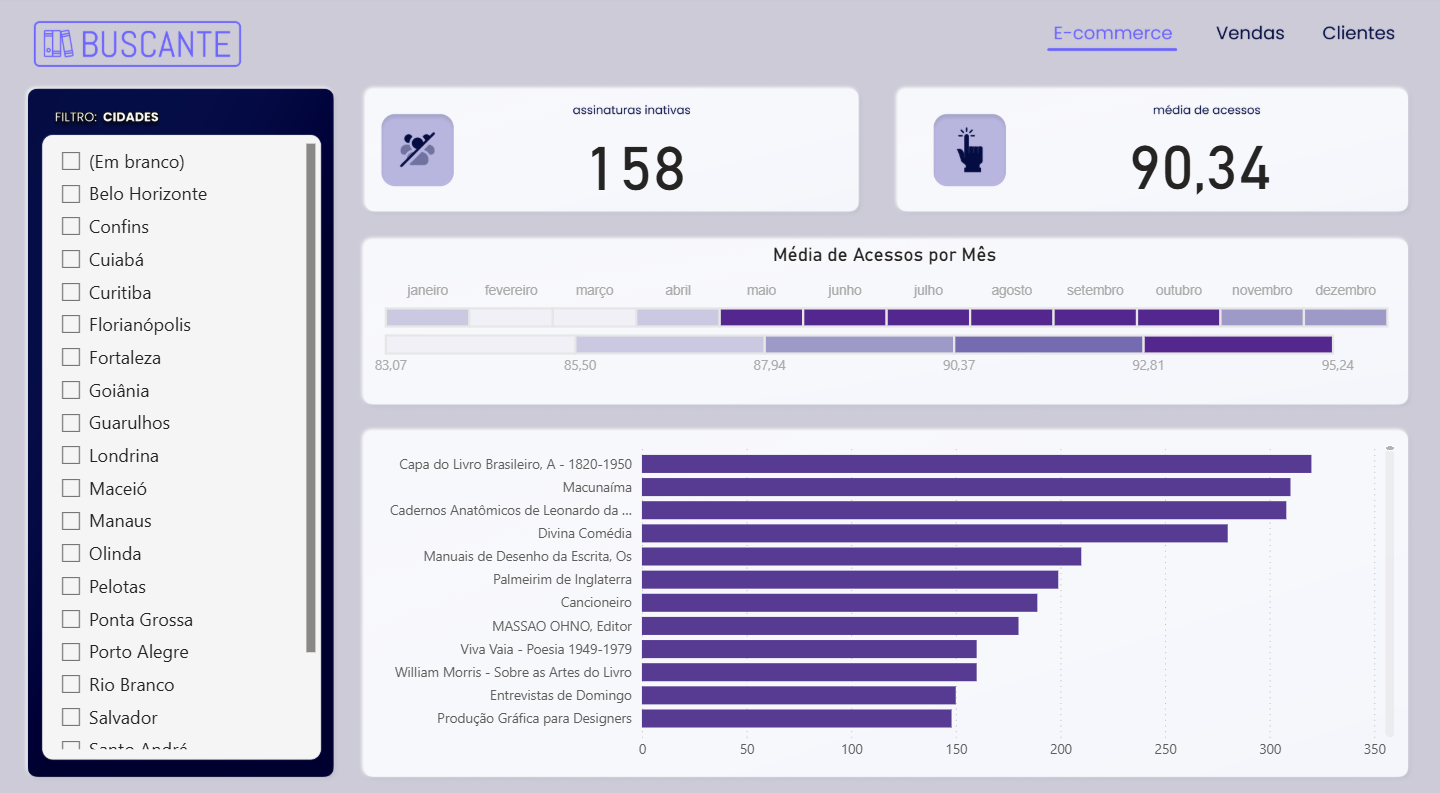 BUSCANTE
E-commerce Vendas Clientes
FILTRO: CIDADES
(Em branco)
Belo Horizonte
Confins
Cuiabá
Curitiba
Florianópolis
Fortaleza
Goiânia
Guarulhos
Londrina
Maceió
Manaus
Olinda
Pelotas
Ponta Grossa
Porto Alegre
Rio Branco
Salvador
Santo André
assinaturas inativas
158
média de acessos
90,34
Média de Acessos por Mês
janeiro fevereiro março abril maio junho julho agosto setembro outubro novembro dezembro
83,07 85,50 87,94 90,37 92,81 95,24
Capa do Livro Brasileiro, A - 1820-1950
Macunaíma
Cadernos Anatômicos de Leonardo da ...
Divina Comédia
Manuais de Desenho da Escrita, Os
Palmeirim de Inglaterra
Cancioneiro
MASSAO OHNO, Editor
Viva Vaia - Poesia 1949-1979
William Morris - Sobre as Artes do Livro
Entrevistas de Domingo
Produção Gráfica para Designers
0 50 100 150 200 250 300 350